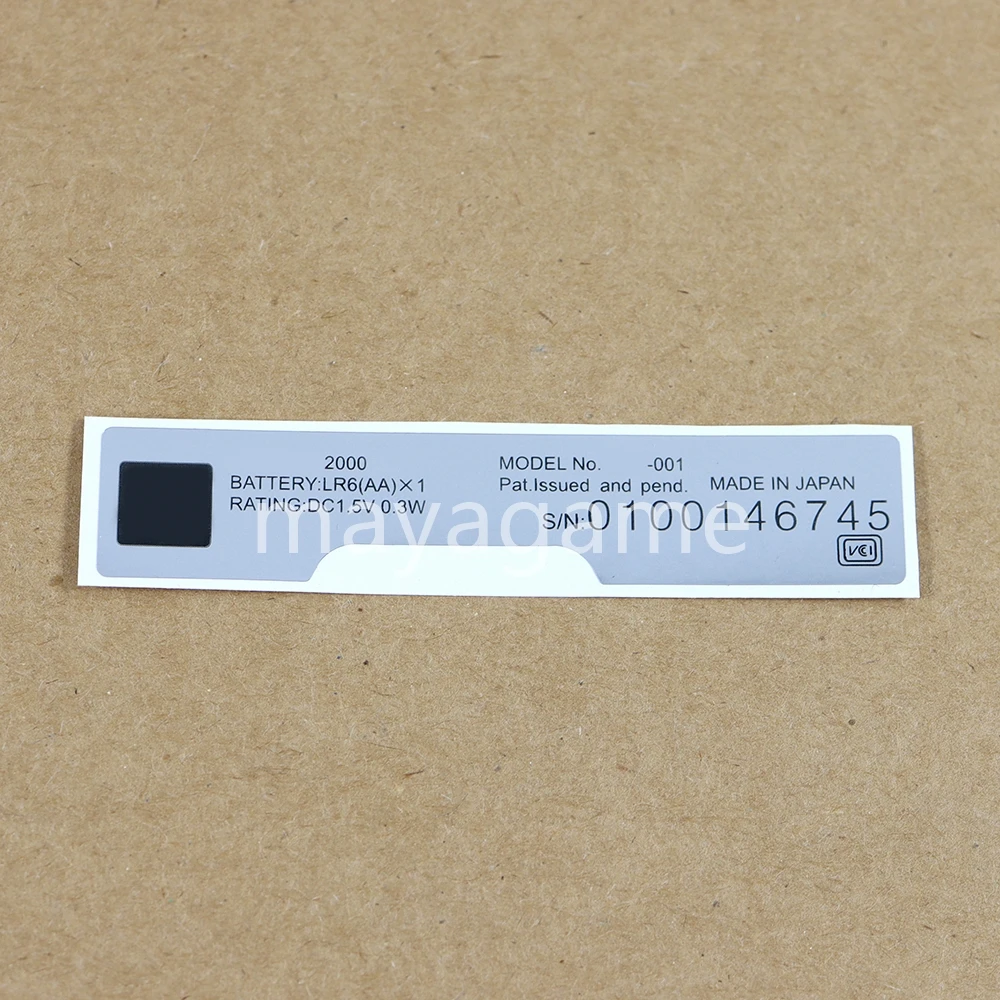 2000
BATTERY:LR6(AA)×1
RATING:DC1.5V 0.3W
MODEL No. -001
Pat.Issued and pend. MADE IN JAPAN
S/N:0100146745
VCI
mayagame